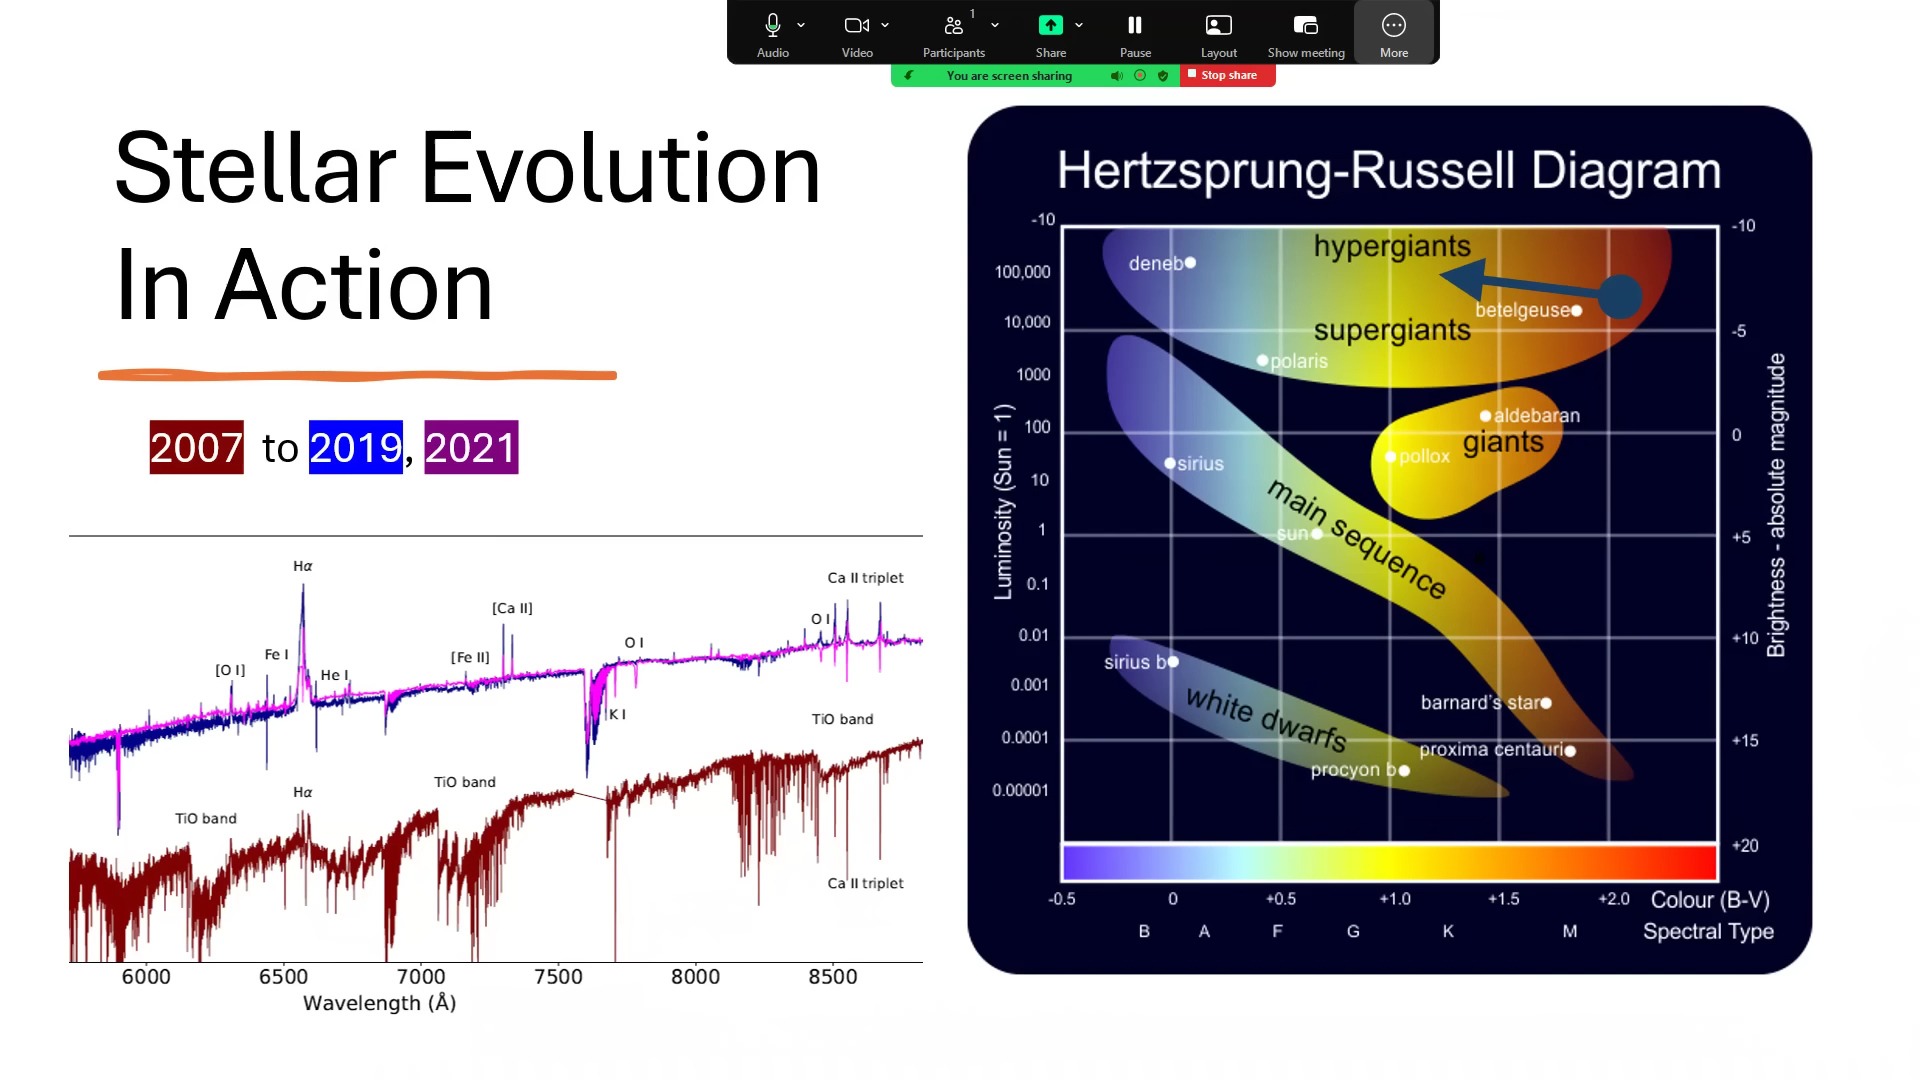 1
Audio
Video
Participants
Share
Pause
Layout
Show meeting
More
You are screen sharing
Stop share
Stellar Evolution
In Action
2007 to 2019, 2021
Hα
Ca II triplet
[Ca II]
O I
O I
Fe I
[Fe II]
[O I]
He I
K I
TiO band
TiO band
Hα
TiO band
Ca II triplet
6000 6500 7000 7500 8000 8500
Wavelength (Å)
Hertzsprung-Russell Diagram
-10
100,000
10,000
1000
100
10
1
0.1
0.01
0.001
0.0001
0.00001
Luminosity (Sun = 1)
hypergiants
deneb
betelgeuse
supergiants
polaris
aldebaran
giants
pollox
sirius
main sequence
sun
sirius b
white dwarfs
barnard's star
proxima centauri
procyon b
-10
-5
0
+5
+10
+15
+20
Brightness - absolute magnitude
-0.5 0 +0.5 +1.0 +1.5 +2.0 Colour (B-V)
B A F G K M Spectral Type